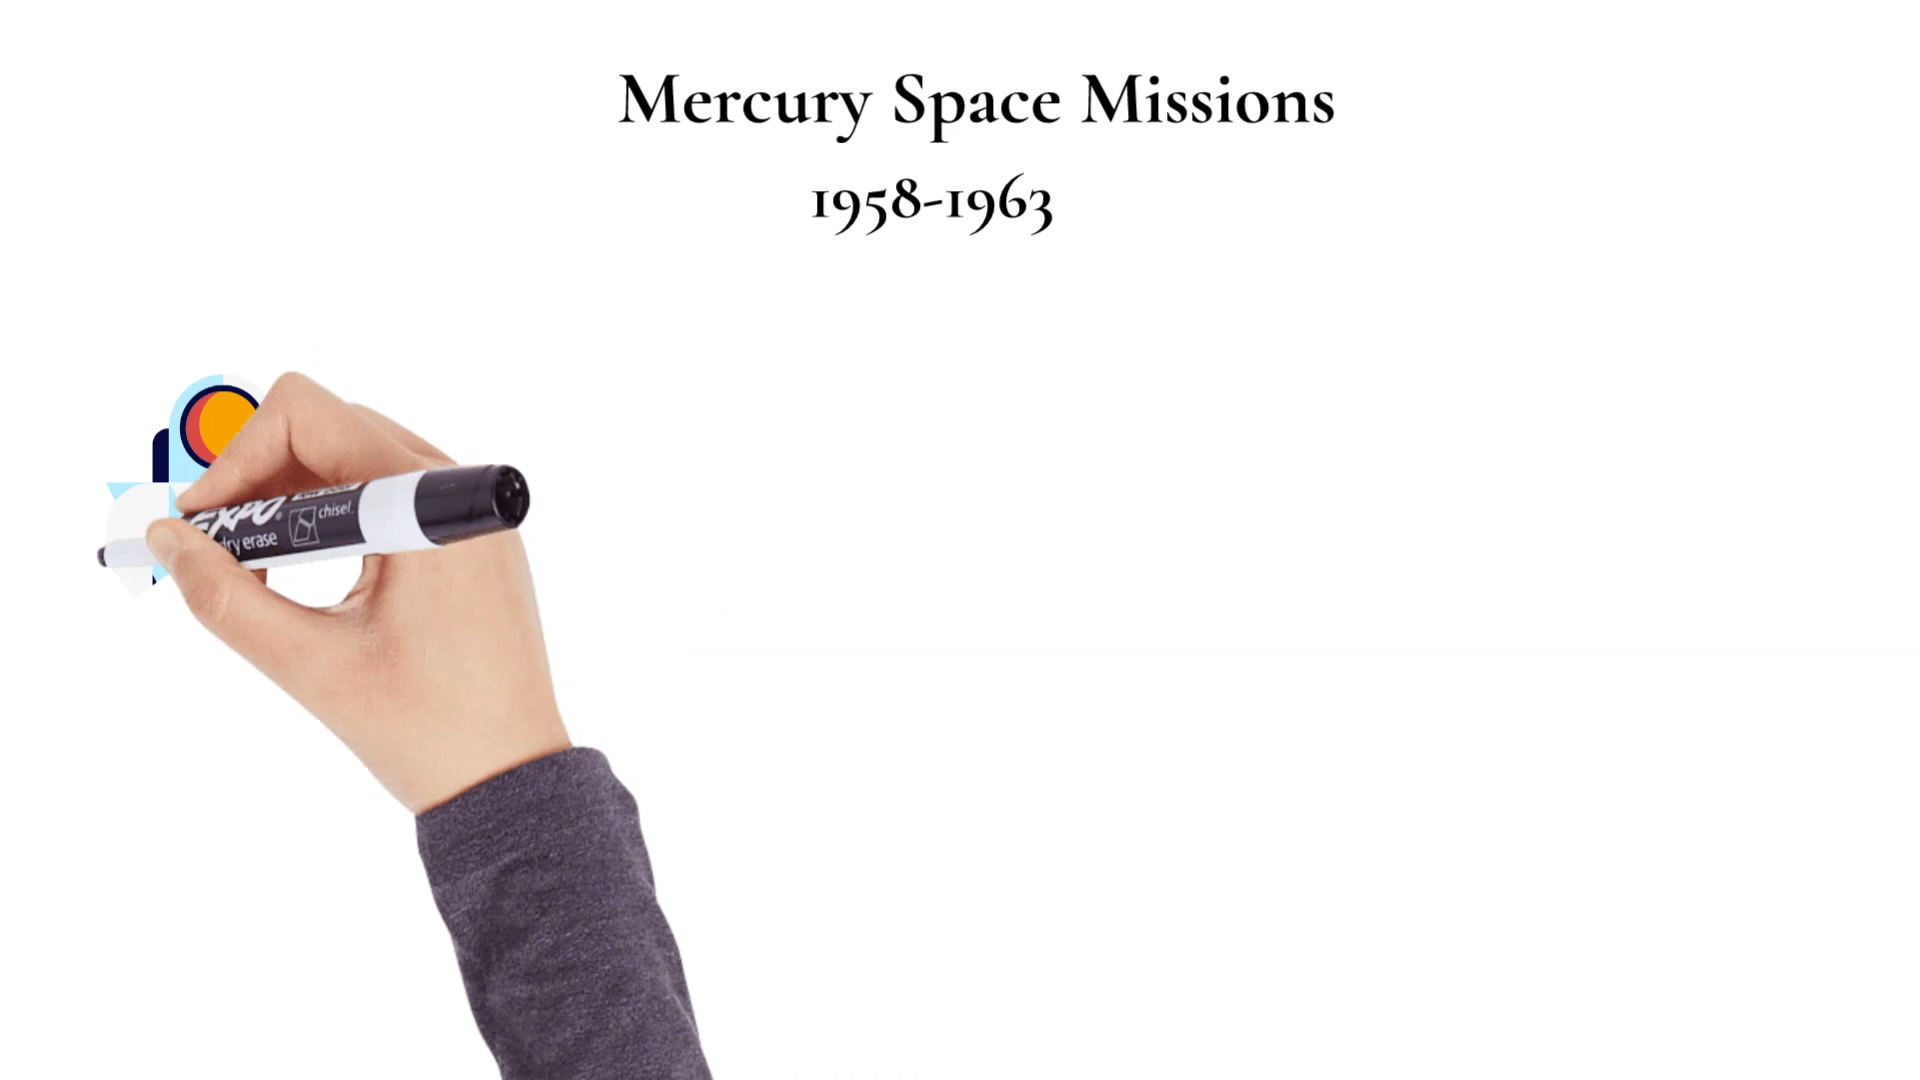 Mercury Space Missions
1958-1963
EXPO
chisel.
dry erase